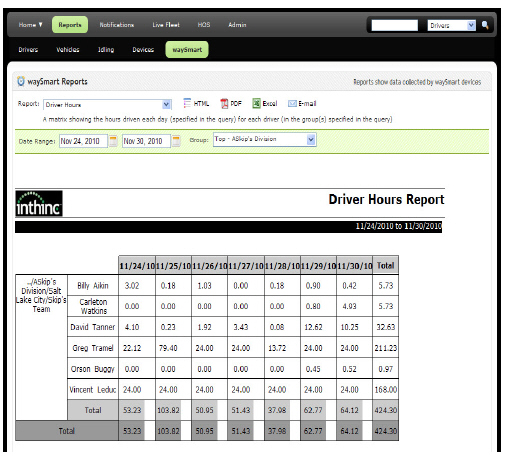 Home ▼ Reports Notifications Live Fleet HOS Admin Drivers
Drivers Vehicles Idling Devices waySmart
waySmart Reports Reports show data collected by waySmart devices
Report: Driver Hours HTML PDF Excel E-mail
A matrix showing the hours driven each day (specified in the query) for each driver (in the group(s) specified in the query)
Date Range: Nov 24, 2010 Nov 30, 2010 Group: Top - ASkip's Division
inthinc Driver Hours Report
11/24/2010 to 11/30/2010
11/24/10 11/25/10 11/26/10 11/27/10 11/28/10 11/29/10 11/30/10 Total
../ASkip's
Division/Salt
Lake City/Skip's
Team
Billy Aikin 3.02 0.18 1.03 0.00 0.18 0.90 0.42 5.73
Carleton
Watkins 0.00 0.00 0.00 0.00 0.00 0.80 4.93 5.73
David Tanner 4.10 0.23 1.92 3.43 0.08 12.62 10.25 32.63
Greg Tramel 22.12 79.40 24.00 24.00 13.72 24.00 24.00 211.23
Orson Buggy 0.00 0.00 0.00 0.00 0.00 0.45 0.52 0.97
Vincent Leduc 24.00 24.00 24.00 24.00 24.00 24.00 24.00 168.00
Total 53.23 103.82 50.95 51.43 37.98 62.77 64.12 424.30
Total 53.23 103.82 50.95 51.43 37.98 62.77 64.12 424.30